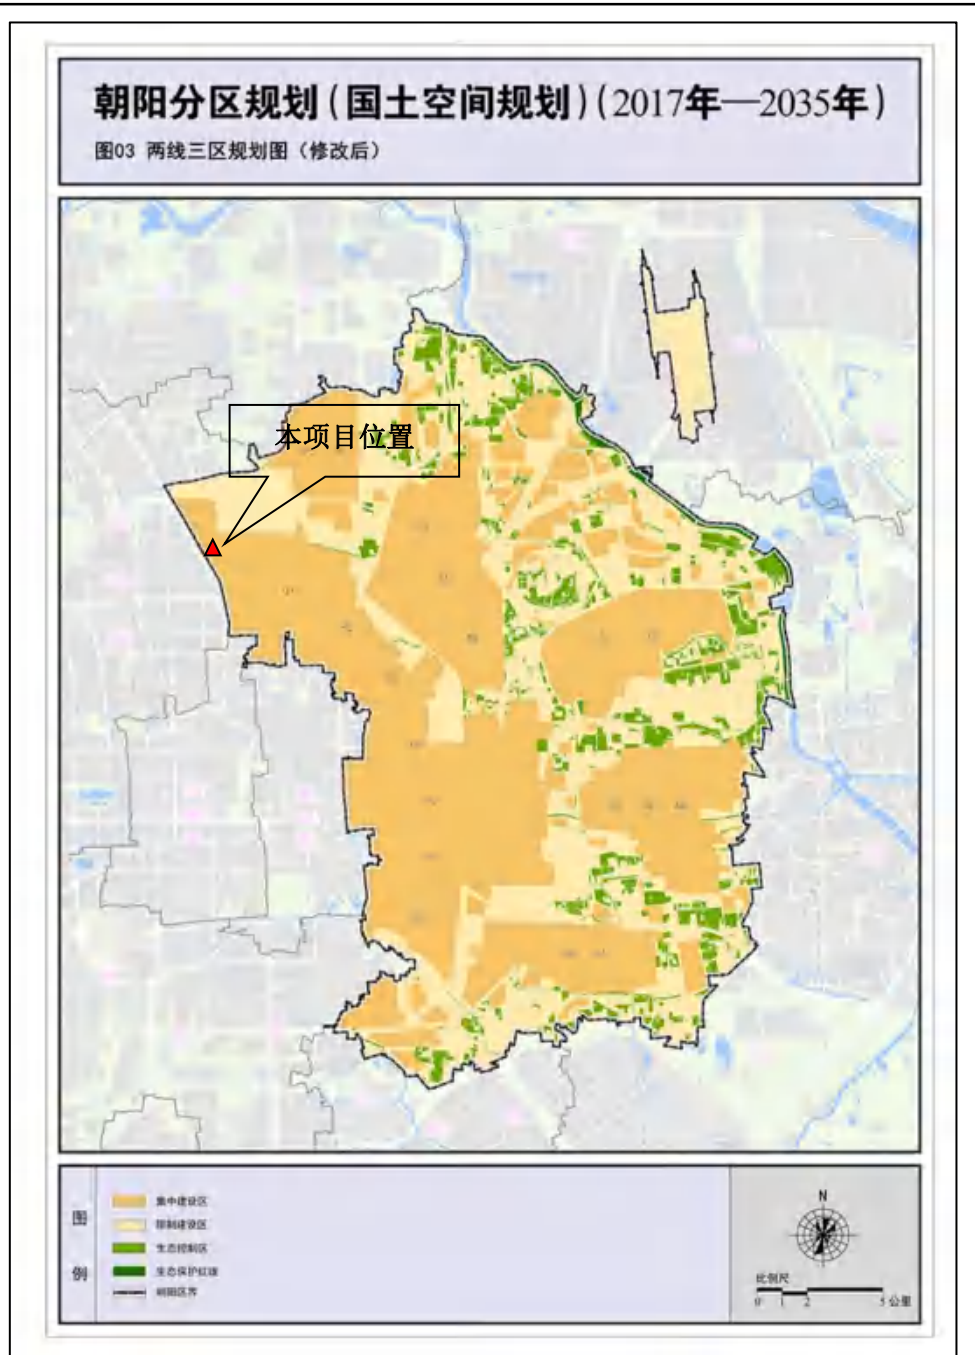 朝阳分区规划(国土空间规划)(2017年—2035年)
图03 两线三区规划图(修改后)
本项目位置
图例
集中建设区
限制建设区
生态控制区
生态保护红线
朝阳区界
N
比例尺
0 1 2 5公里